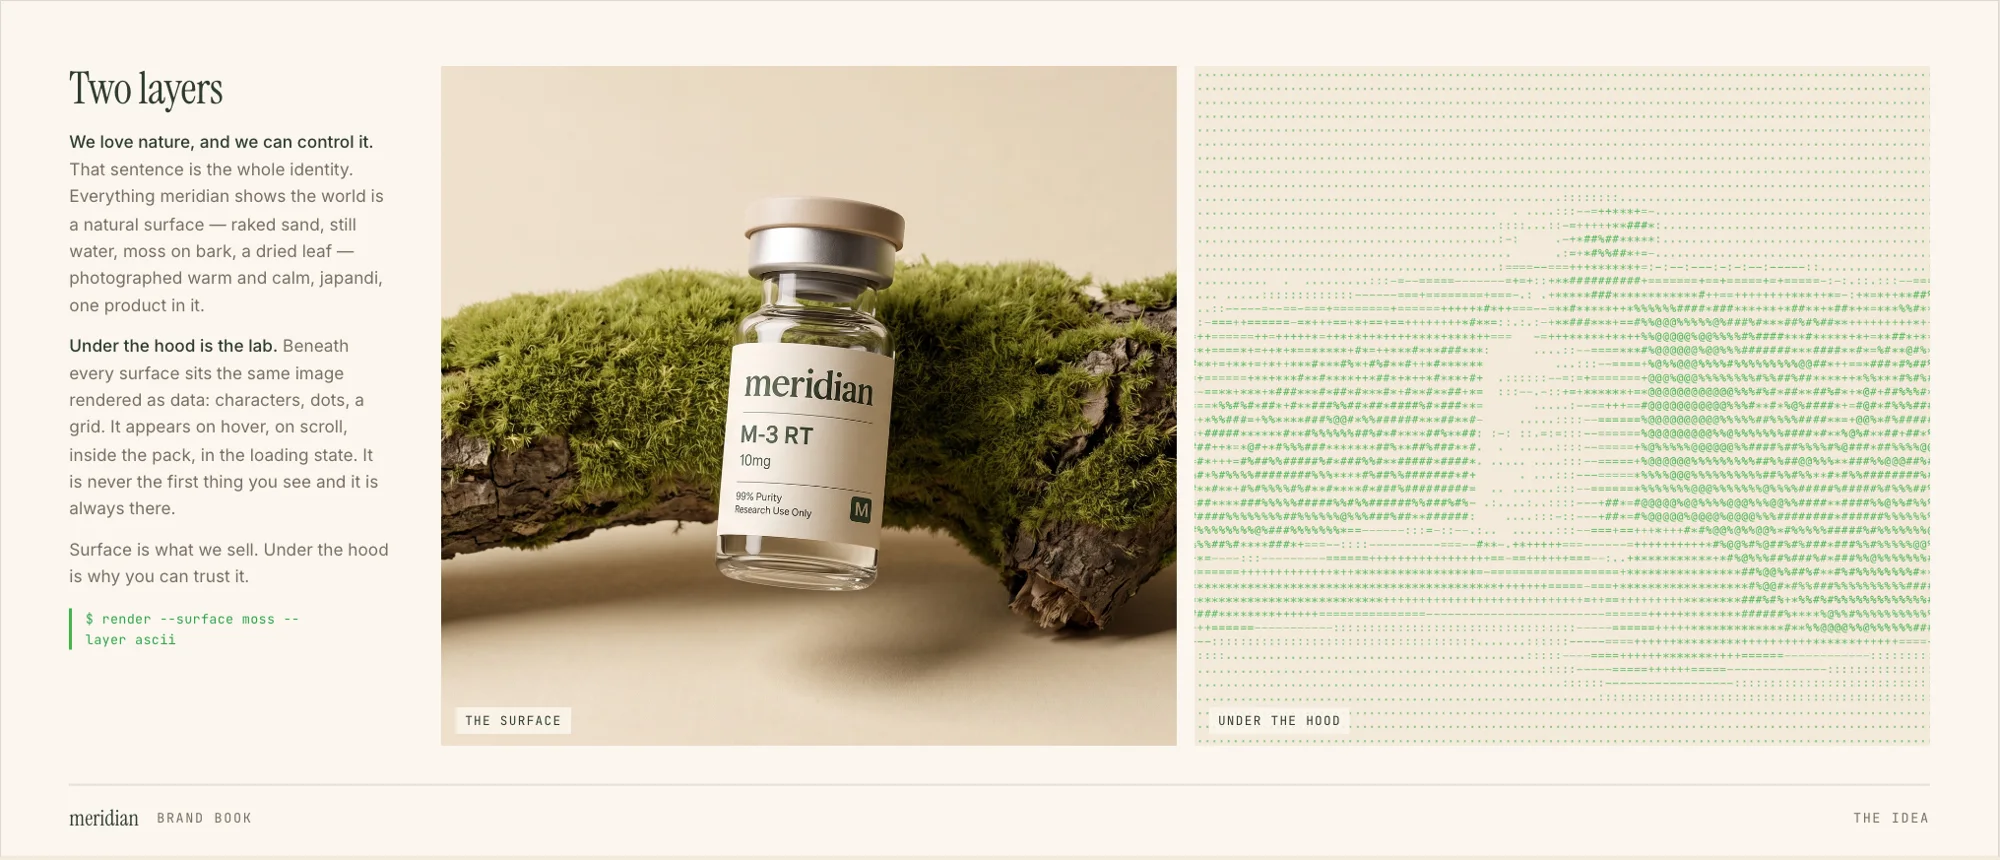 Two layers
We love nature, and we can control it.
That sentence is the whole identity.
Everything meridian shows the world is
a natural surface — raked sand, still
water, moss on bark, a dried leaf —
photographed warm and calm, japandi,
one product in it.
Under the hood is the lab. Beneath
every surface sits the same image
rendered as data: characters, dots, a
grid. It appears on hover, on scroll,
inside the pack, in the loading state. It
is never the first thing you see and it is
always there.
Surface is what we sell. Under the hood
is why you can trust it.
$ render --surface moss --
layer ascii
meridian
M-3 RT
10mg
99% Purity
Research Use Only
M
THE SURFACE
UNDER THE HOOD
meridian BRAND BOOK
THE IDEA